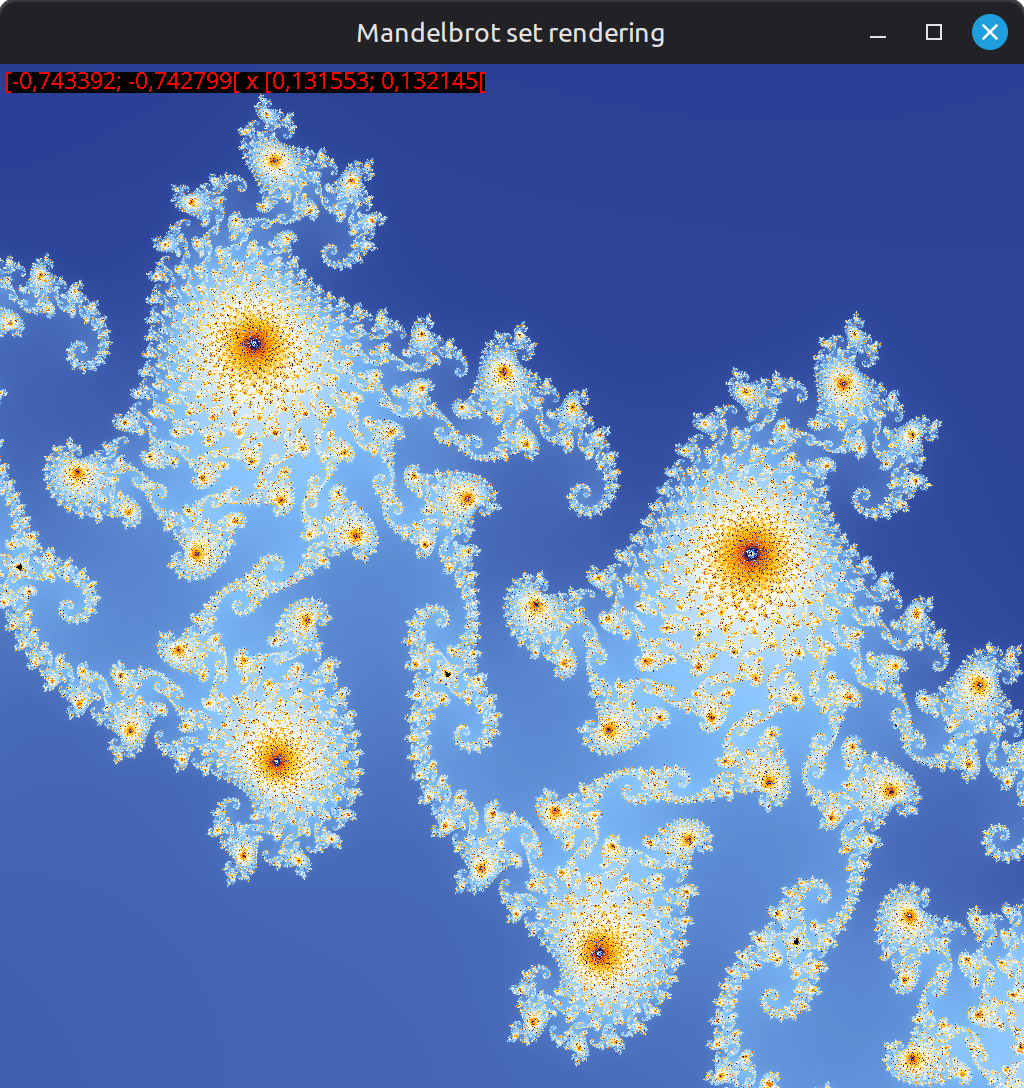 Mandelbrot set rendering
[-0,743392; -0,742799[ x [0,131553; 0,132145[